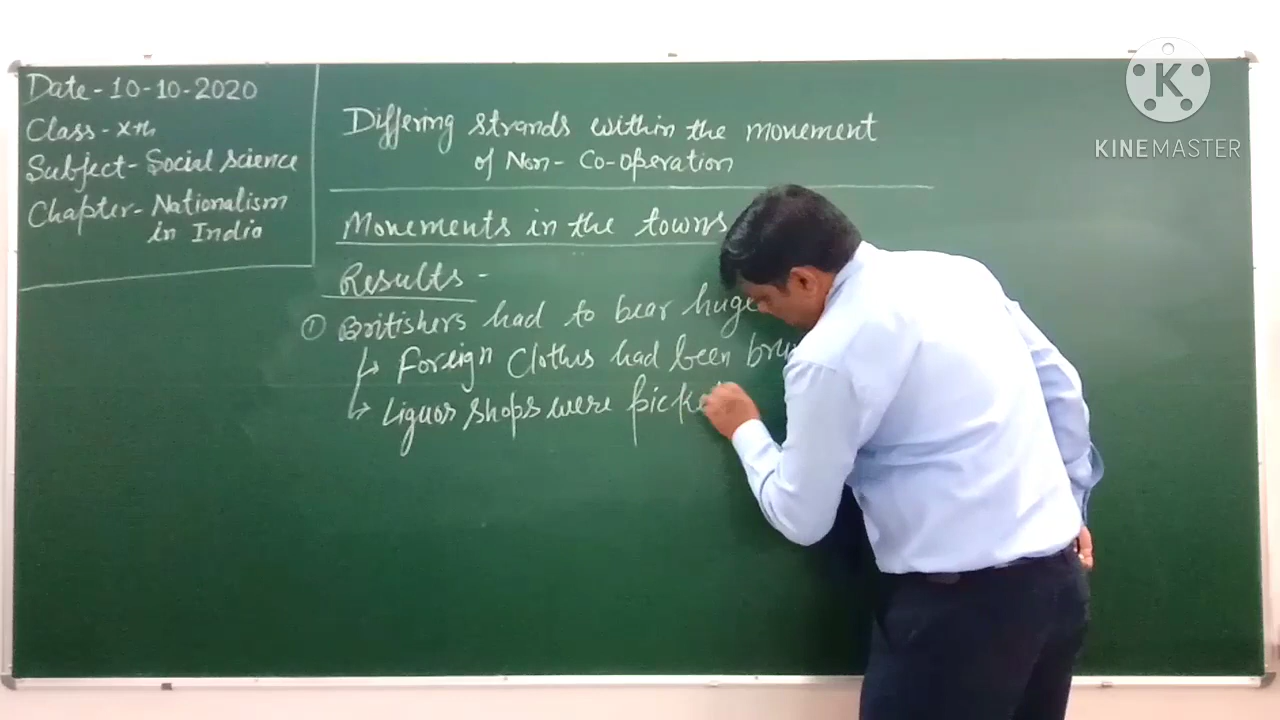 Date - 10-10-2020
Class - Xth
Subject - Social science
Chapter - Nationalism
in India
Differing strands within the movement
of Non- Co-operation
Movements in the towns
Results -
① Britishers had to bear huge
↳ Foreign Clothes had been
↳ Liquor shops were
K
KINEMASTER